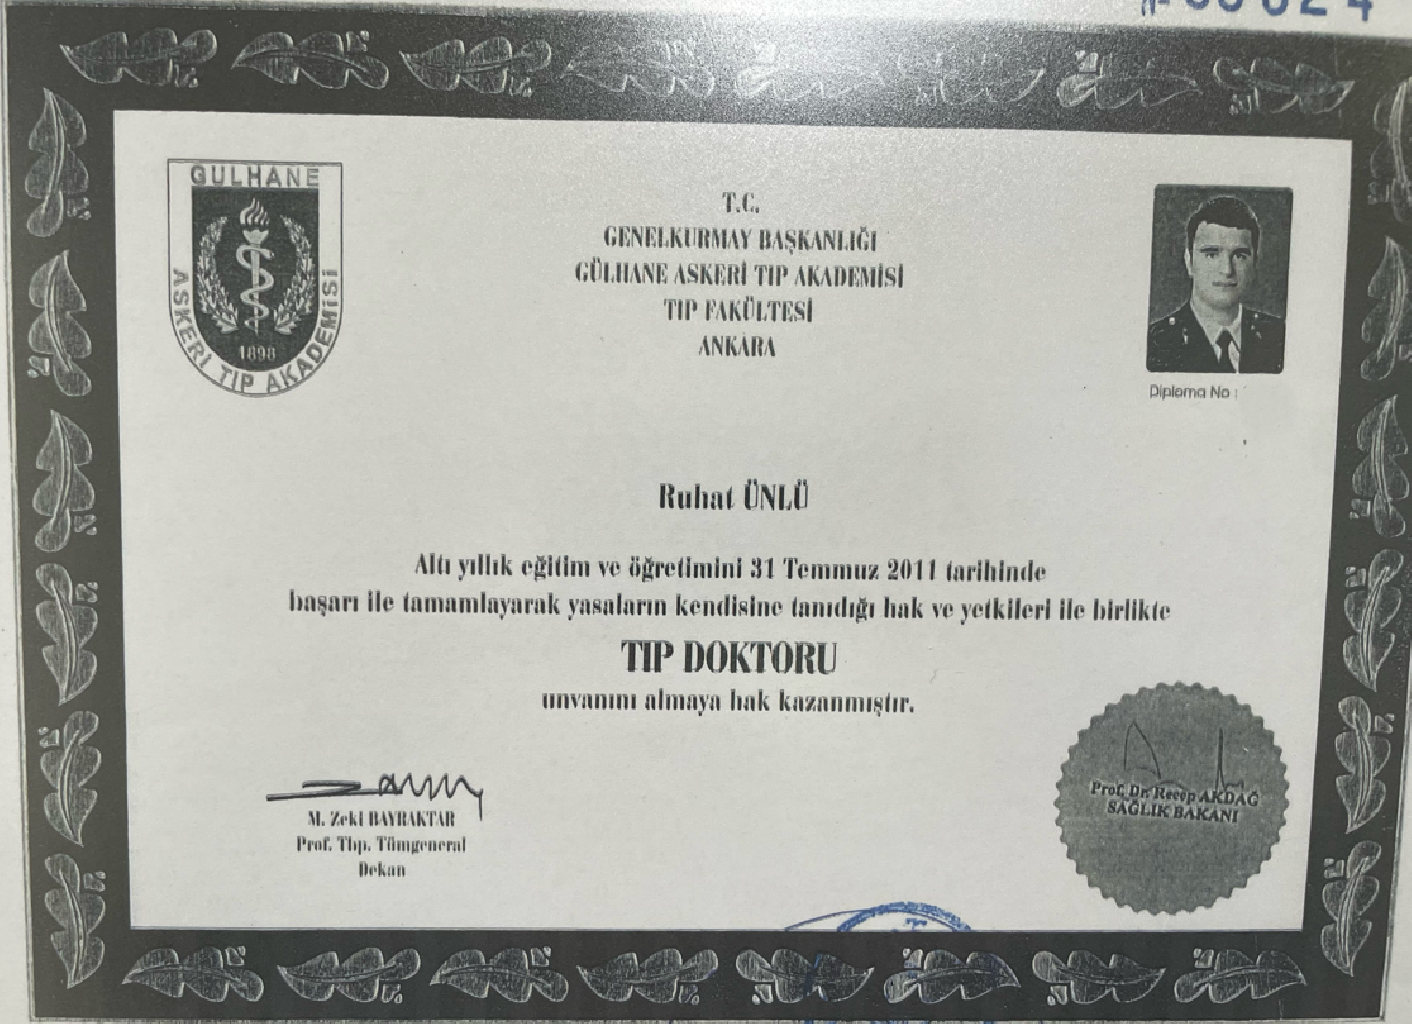 GÜLHANE
ASKERİ TIP AKADEMİSİ
1898
T.C.
GENELKURMAY BAŞKANLIĞI
GÜLHANE ASKERİ TIP AKADEMİSİ
TIP FAKÜLTESİ
ANKARA
Diploma No :
Ruhat ÜNLÜ
Altı yıllık eğitim ve öğretimini 31 Temmuz 2011 tarihinde
başarı ile tamamlayarak yasaların kendisine tanıdığı hak ve yetkileri ile birlikte
TIP DOKTORU
unvanını almaya hak kazanmıştır.
M. Zeki BAYRAKTAR
Prof. Tbp. Tümgeneral
Dekan
Prof. Dr. Recep AKDAĞ
SAĞLIK BAKANI